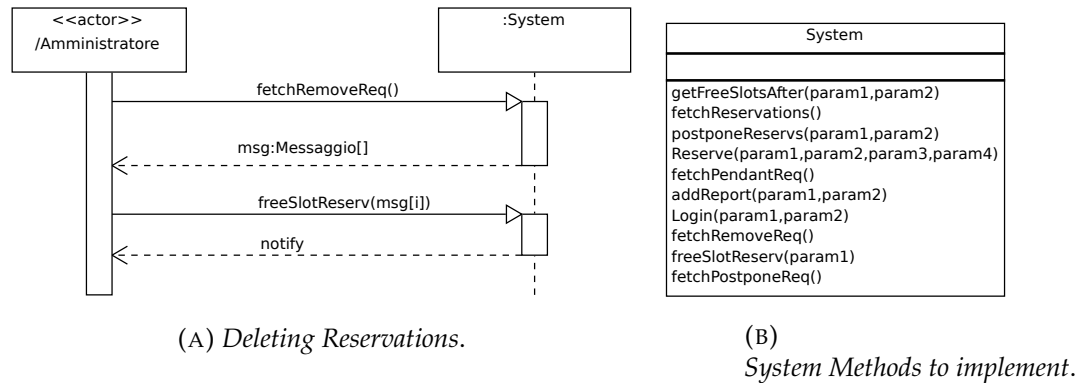 <<actor>>
/Amministratore
:System
fetchRemoveReq()
msg:Messaggio[]
freeSlotReserv(msg[i])
notify
(A) Deleting Reservations.
System
getFreeSlotsAfter(param1,param2)
fetchReservations()
postponeReservs(param1,param2)
Reserve(param1,param2,param3,param4)
fetchPendantReq()
addReport(param1,param2)
Login(param1,param2)
fetchRemoveReq()
freeSlotReserv(param1)
fetchPostponeReq()
(B)
System Methods to implement.